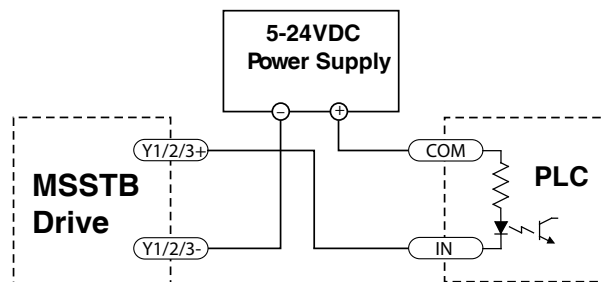 5-24VDC
Power Supply
–
+
Y1/2/3+
COM
MSSTB
Drive
PLC
Y1/2/3-
IN